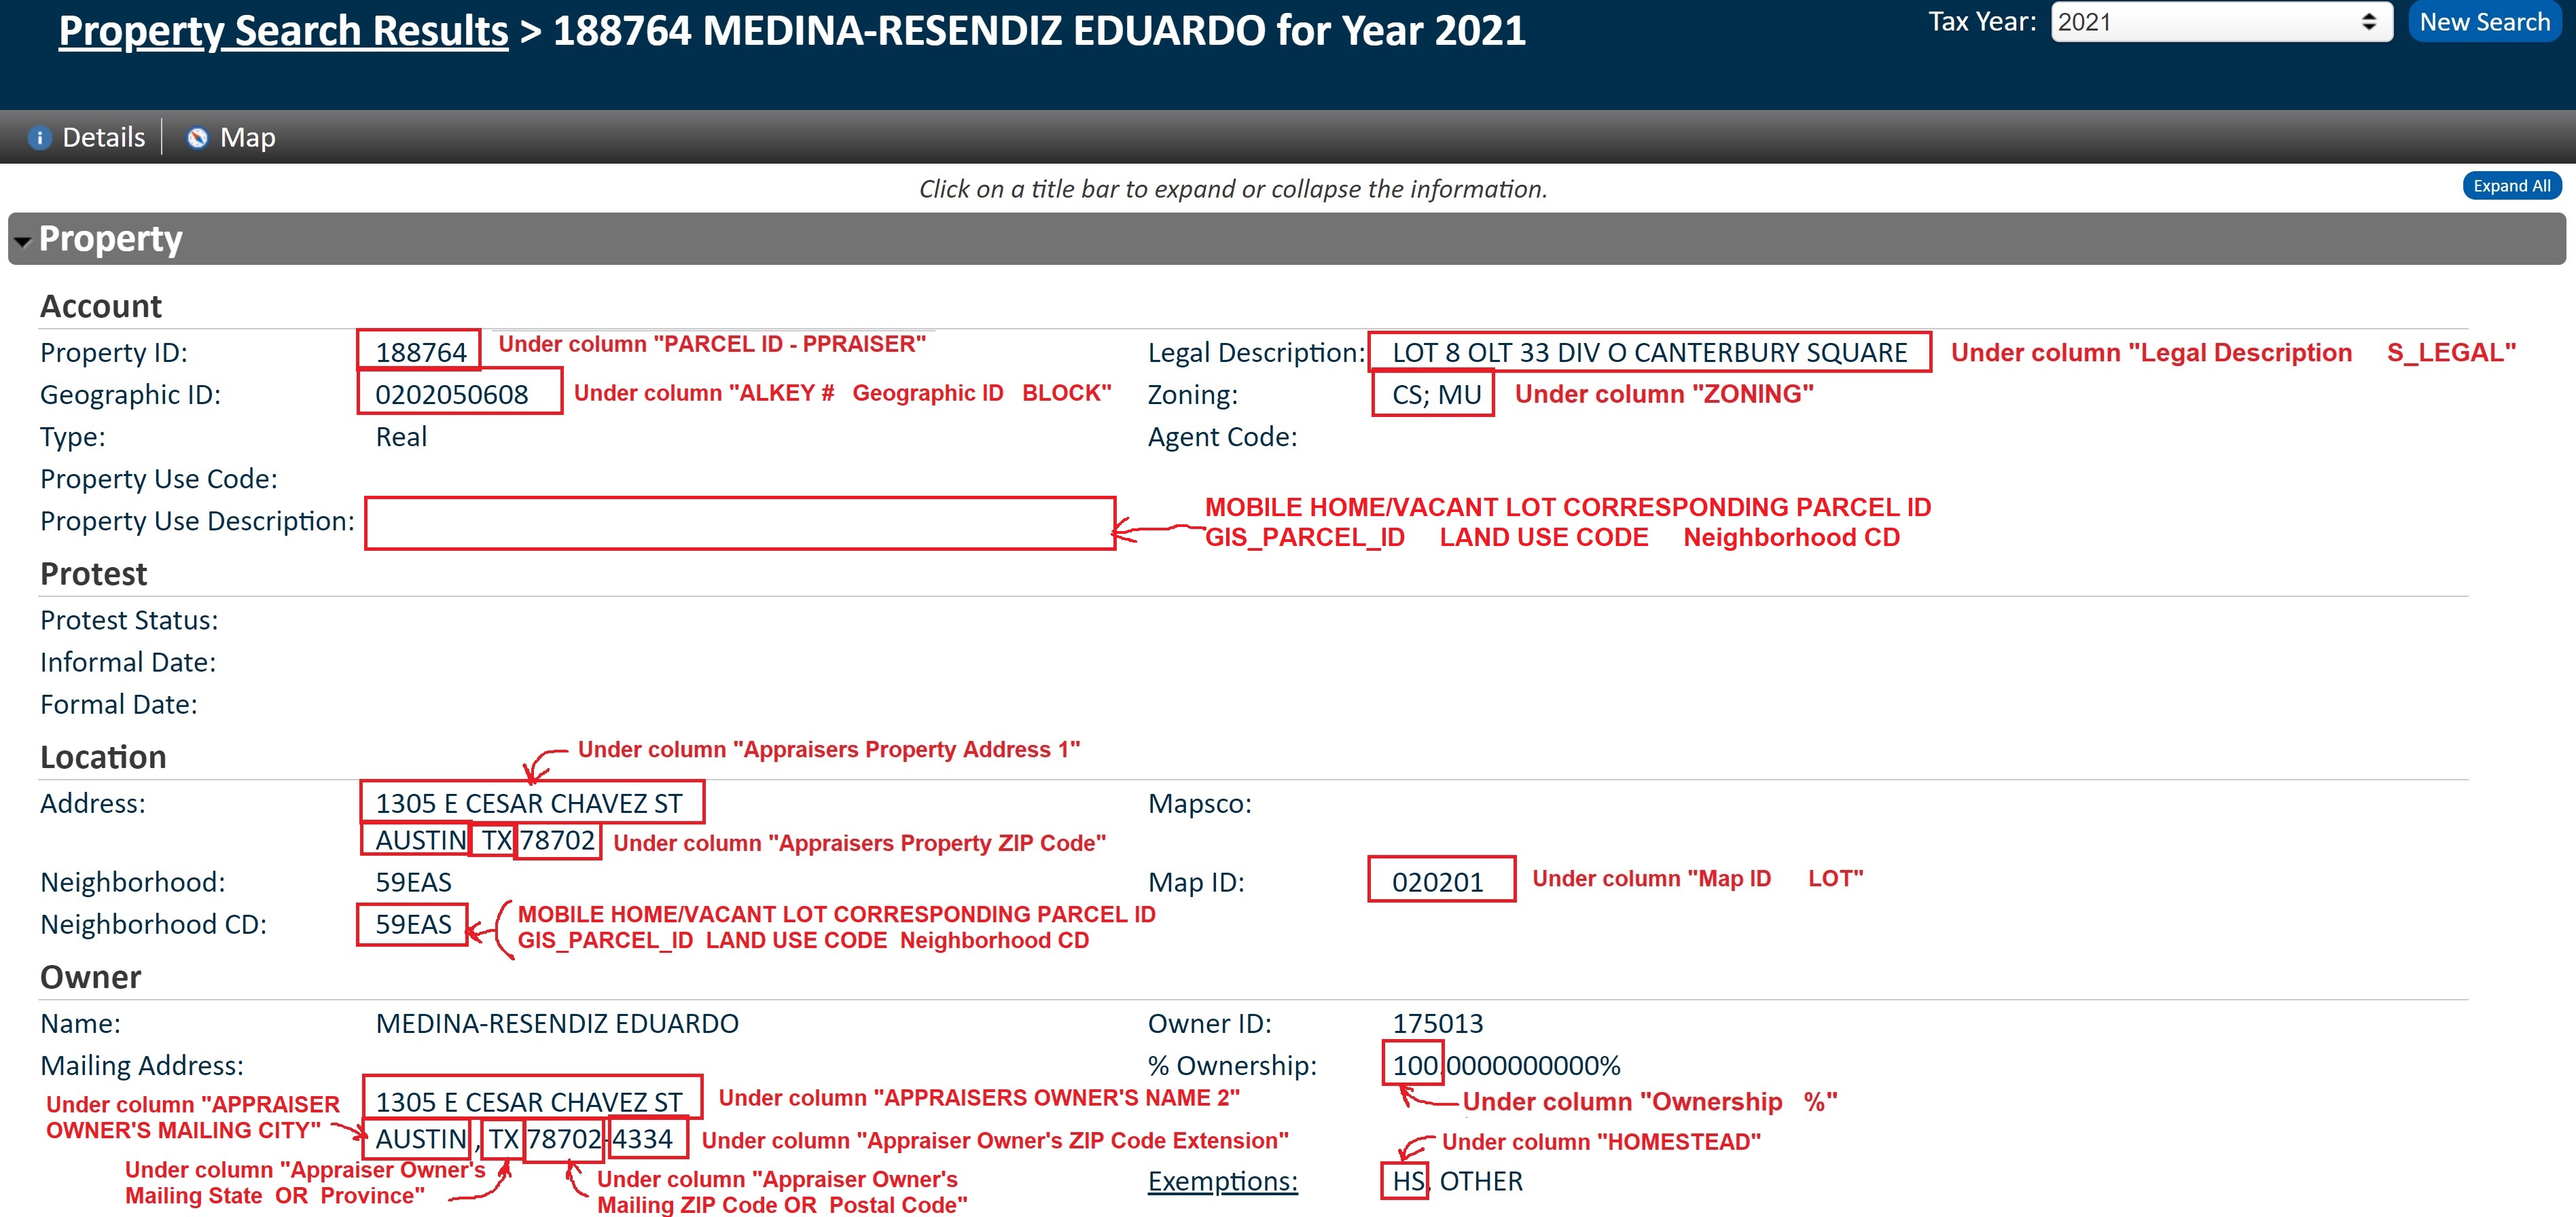 Property Search Results > 188764 MEDINA-RESENDIZ EDUARDO for Year 2021
Tax Year: 2021 New Search
Details Map
Click on a title bar to expand or collapse the information.
Expand All
Property
Account
Property ID: 188764 Under column "PARCEL ID - PPRAISER" Legal Description: LOT 8 OLT 33 DIV O CANTERBURY SQUARE Under column "Legal Description S_LEGAL"
Geographic ID: 0202050608 Under column "ALKEY # Geographic ID BLOCK" Zoning: CS; MU Under column "ZONING"
Type: Real Agent Code:
Property Use Code:
Property Use Description:
MOBILE HOME/VACANT LOT CORRESPONDING PARCEL ID
GIS_PARCEL_ID LAND USE CODE Neighborhood CD
Protest
Protest Status:
Informal Date:
Formal Date:
Location
Under column "Appraisers Property Address 1"
Address: 1305 E CESAR CHAVEZ ST Mapsco:
AUSTIN TX 78702 Under column "Appraisers Property ZIP Code"
Neighborhood: 59EAS Map ID: 020201 Under column "Map ID LOT"
Neighborhood CD: 59EAS
MOBILE HOME/VACANT LOT CORRESPONDING PARCEL ID
GIS_PARCEL_ID LAND USE CODE Neighborhood CD
Owner
Name: MEDINA-RESENDIZ EDUARDO Owner ID: 175013
Mailing Address: % Ownership: 100.0000000000%
Under column "Ownership %"
1305 E CESAR CHAVEZ ST Under column "APPRAISERS OWNER'S NAME 2"
Under column "APPRAISER
OWNER'S MAILING CITY"
AUSTIN , TX 78702-4334 Under column "Appraiser Owner's ZIP Code Extension"
Under column "HOMESTEAD"
Under column "Appraiser Owner's
Mailing State OR Province"
Under column "Appraiser Owner's
Mailing ZIP Code OR Postal Code"
Exemptions: HS, OTHER